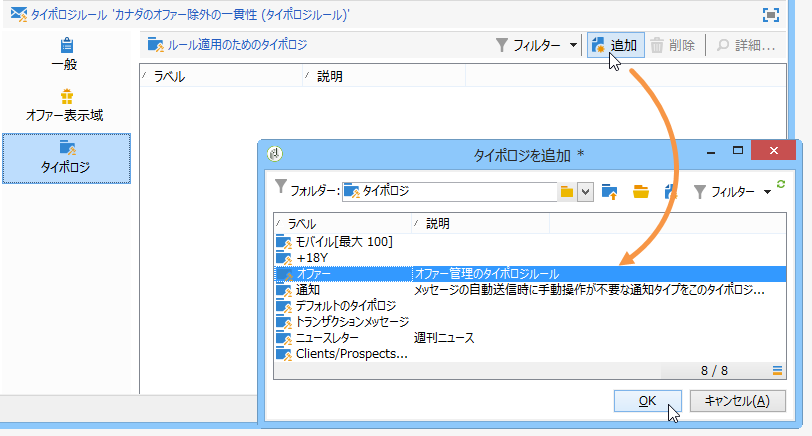 タイポロジルール 'カナダのオファー除外の一貫性 (タイポロジルール)'
一般
オファー表示域
タイポロジ
ルール適用のためのタイポロジ
フィルター
追加
削除
詳細...
ラベル 説明
タイポロジを追加 *
フォルダー: タイポロジ
フィルター
ラベル 説明
モバイル[最大 100]
+18Y
オファー オファー管理のタイポロジルール
通知 メッセージの自動送信時に手動操作が不要な通知タイプをこのタイポロジ...
デフォルトのタイポロジ
トランザクションメッセージ
ニュースレター 週刊ニュース
Clients/Prospects...
8 / 8
OK
キャンセル(A)